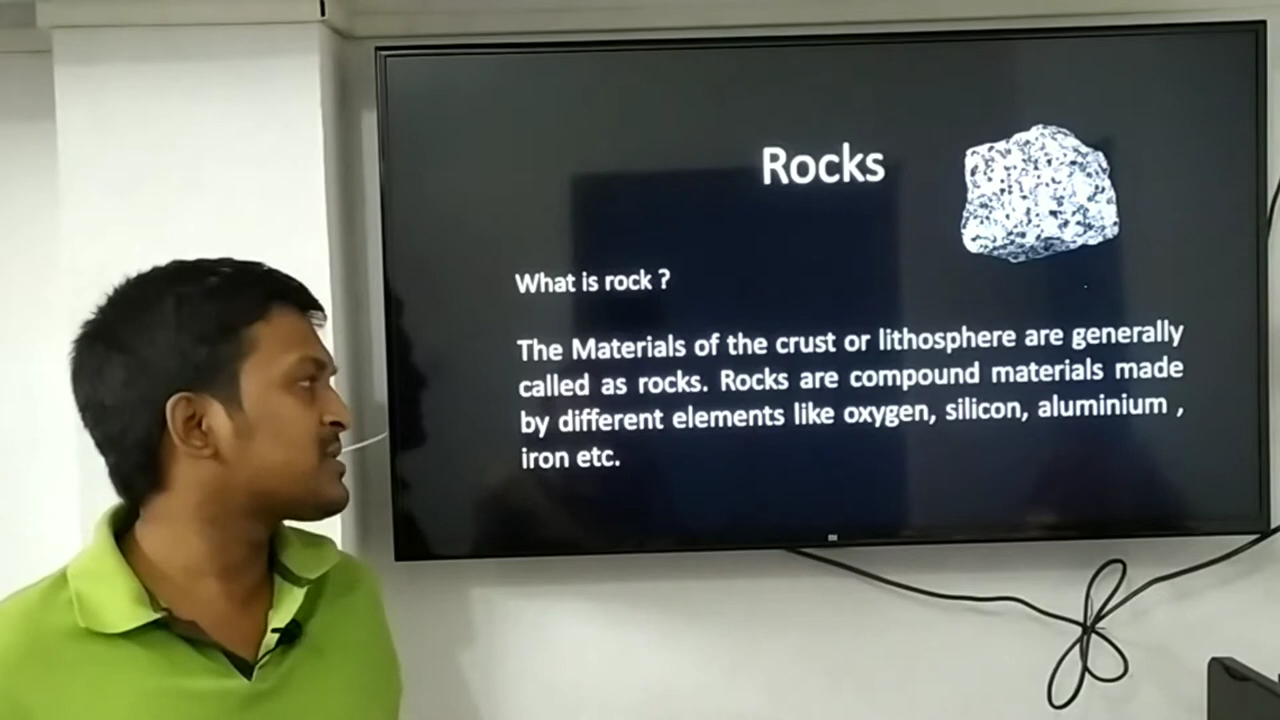 Rocks
What is rock ?
The Materials of the crust or lithosphere are generally
called as rocks. Rocks are compound materials made
by different elements like oxygen, silicon, aluminium ,
iron etc.
mi